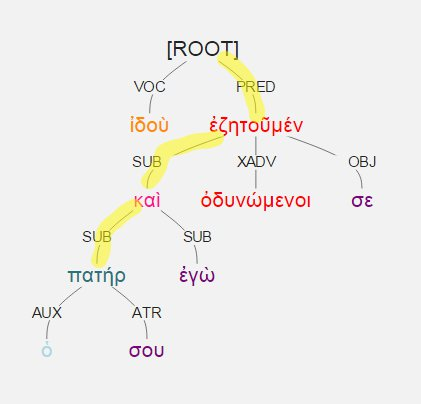 [ROOT]
VOC PRED
ἰδοὺ ἐζητοῦμέν
SUB XADV OBJ
καὶ ὀδυνώμενοι σε
SUB SUB
πατήρ ἐγὼ
AUX ATR
ὁ σου